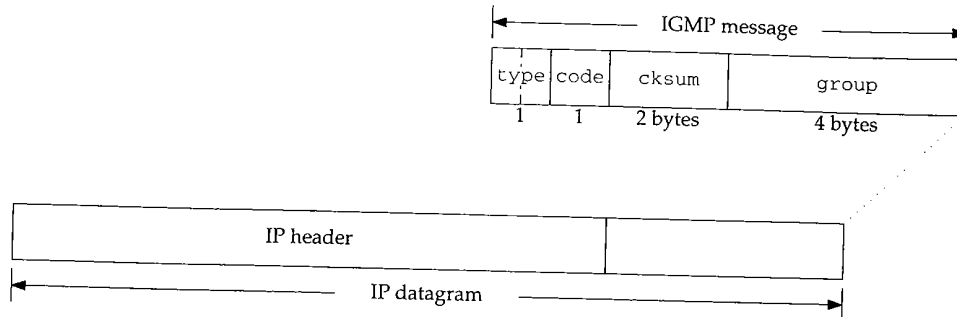 IGMP message
type code cksum group
1 1 2 bytes 4 bytes
IP header
IP datagram